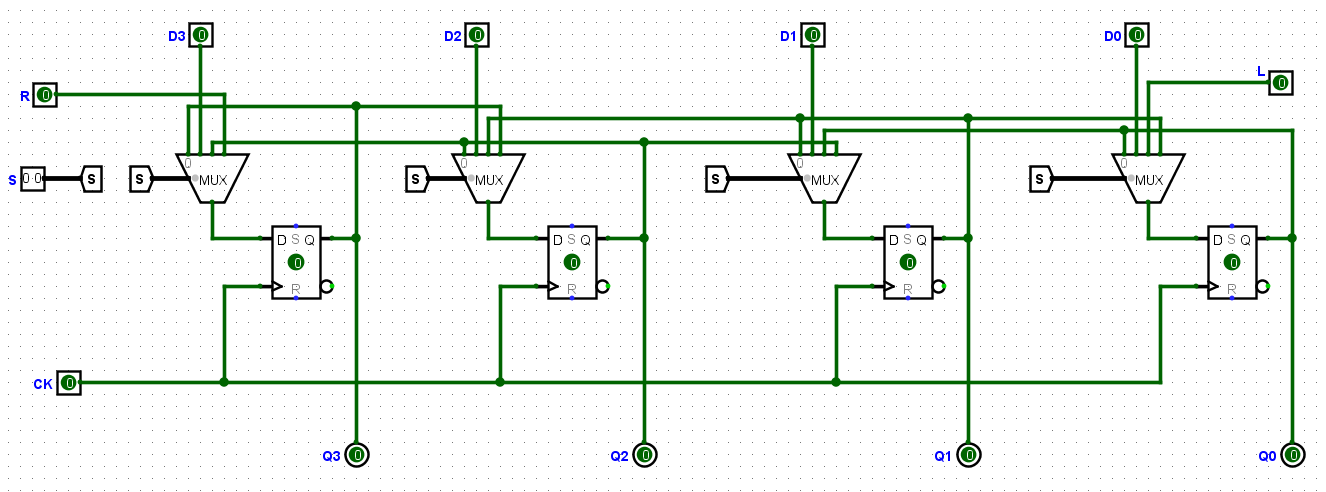 D3 D2 D1 D0
L
0 0 0 0
0
R 0
0 0 0 0
S 0 0 S S MUX S MUX S MUX S MUX
D S Q D S Q D S Q D S Q
0 0 0 0
R R R R
CK 0
Q3 0 Q2 0 Q1 0 Q0 0